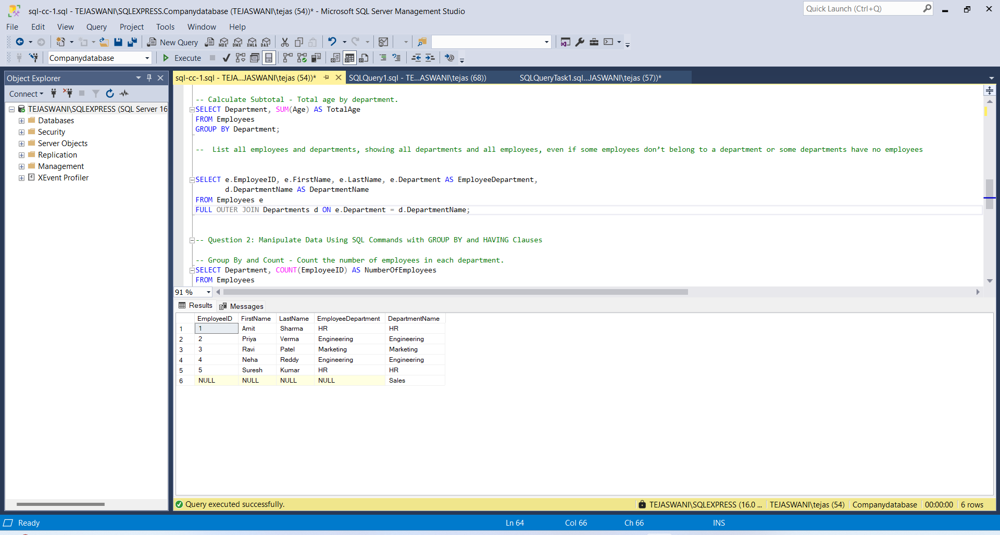 sql-cc-1.sql - TEJASWANI\SQLEXPRESS.Companydatabase (TEJASWANI\tejas (54))* - Microsoft SQL Server Management Studio
Quick Launch (Ctrl+Q)
File Edit View Query Project Tools Window Help
New Query MDX DMX XMLA DAX
Companydatabase Execute
Object Explorer
sql-cc-1.sql - TEJA...JASWANI\tejas (54))* SQLQuery1.sql - TE...ASWANI\tejas (68)) SQLQueryTask1.sql...JASWANI\tejas (57))*
Connect
TEJASWANI\SQLEXPRESS (SQL Server 16
Databases
Security
Server Objects
Replication
Management
XEvent Profiler
-- Calculate Subtotal - Total age by department.
SELECT Department, SUM(Age) AS TotalAge
FROM Employees
GROUP BY Department;
--  List all employees and departments, showing all departments and all employees, even if some employees don’t belong to a department or some departments have no employees
SELECT e.EmployeeID, e.FirstName, e.LastName, e.Department AS EmployeeDepartment,
d.DepartmentName AS DepartmentName
FROM Employees e
FULL OUTER JOIN Departments d ON e.Department = d.DepartmentName;
-- Question 2: Manipulate Data Using SQL Commands with GROUP BY and HAVING Clauses
-- Group By and Count - Count the number of employees in each department.
SELECT Department, COUNT(EmployeeID) AS NumberOfEmployees
FROM Employees
91 %
Results Messages
EmployeeID FirstName LastName EmployeeDepartment DepartmentName
1 1 Amit Sharma HR HR
2 2 Priya Verma Engineering Engineering
3 3 Ravi Patel Marketing Marketing
4 4 Neha Reddy Engineering Engineering
5 5 Suresh Kumar HR HR
6 NULL NULL NULL NULL Sales
Query executed successfully. TEJASWANI\SQLEXPRESS (16.0 ... TEJASWANI\tejas (54) Companydatabase 00:00:00 6 rows
Ready Ln 64 Col 66 Ch 66 INS